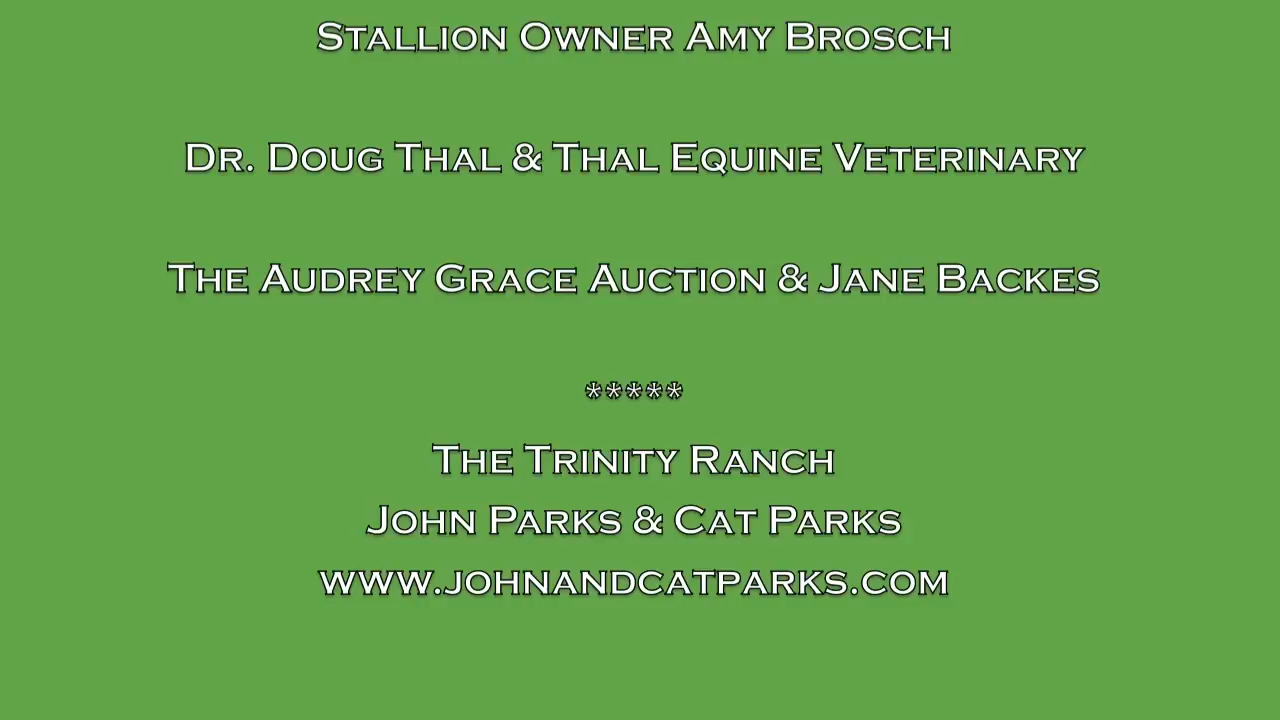 Stallion Owner Amy Brosch
Dr. Doug Thal & Thal Equine Veterinary
The Audrey Grace Auction & Jane Backes
*****
The Trinity Ranch
John Parks & Cat Parks
www.johnandcatparks.com